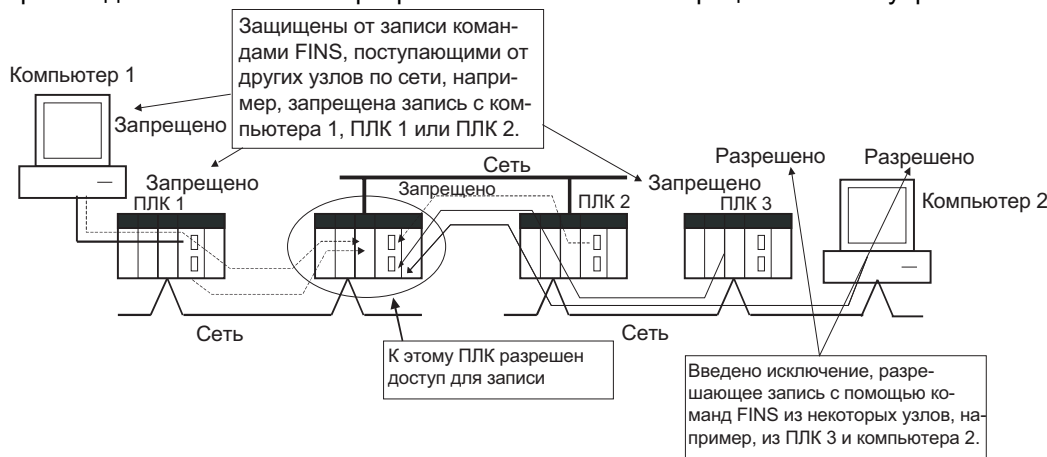 Защищены от записи коман-
дами FINS, поступающими от
других узлов по сети, напри-
мер, запрещена запись с ком-
пьютера 1, ПЛК 1 или ПЛК 2.
Компьютер 1
Запрещено
Сеть
Разрешено
Разрешено
Запрещено
Запрещено
Запрещено
ПЛК 1
ПЛК 2
ПЛК 3
Компьютер 2
Сеть
Сеть
К этому ПЛК разрешен
доступ для записи
Введено исключение, разре-
шающее запись с помощью ко-
манд FINS из некоторых узлов, на-
пример, из ПЛК 3 и компьютера 2.